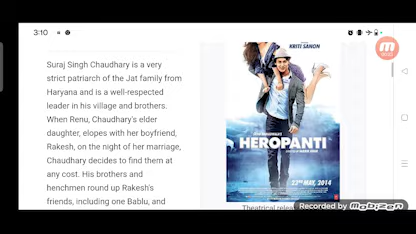 3:10
Suraj Singh Chaudhary is a very
strict patriarch of the Jat family from
Haryana and is a well-respected
leader in his village and brothers.
When Renu, Chaudhary's elder
daughter, elopes with her boyfriend,
Rakesh, on the night of her marriage,
Chaudhary decides to find them at
any cost. His brothers and
henchmen round up Rakesh's
friends, including one Bablu, and
KRITI SANON
HEROPANTI
23RD MAY, 2014
Theatrical relea
Recorded by mobizen